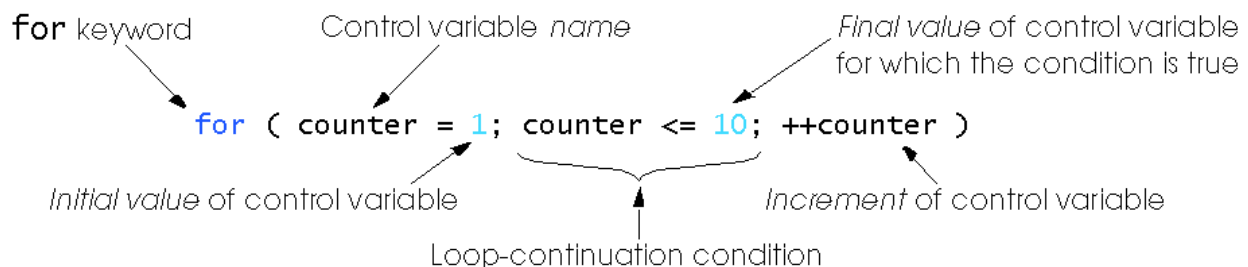 for keyword
Control variable name
Final value of control variable
for which the condition is true
for ( counter = 1; counter <= 10; ++counter )
Initial value of control variable
Increment of control variable
Loop-continuation condition